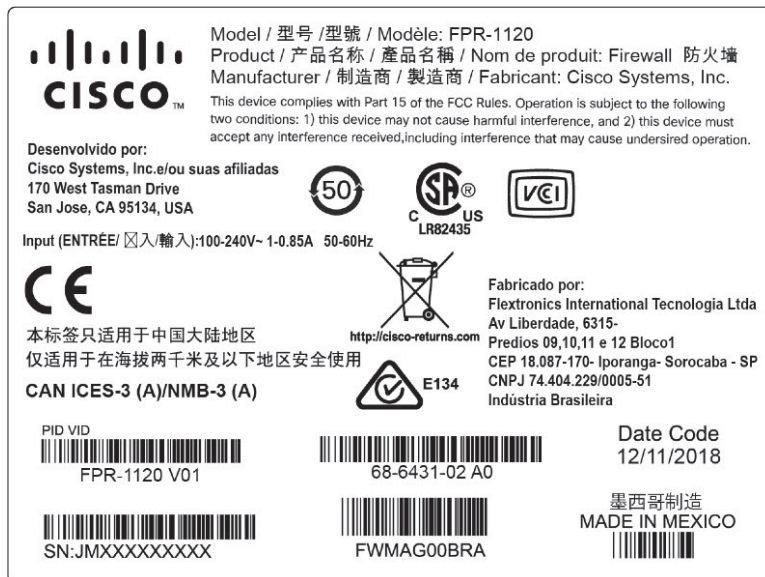 Model / 型号 /型號 / Modèle: FPR-1120
Product / 产品名称 / 產品名稱 / Nom de produit: Firewall 防火墙
Manufacturer / 制造商 / 製造商 / Fabricant: Cisco Systems, Inc.
CISCO TM
This device complies with Part 15 of the FCC Rules. Operation is subject to the following
two conditions: 1) this device may not cause harmful interference, and 2) this device must
accept any interference received,including interference that may cause undersired operation.
Desenvolvido por:
Cisco Systems, Inc.e/ou suas afiliadas
170 West Tasman Drive
San Jose, CA 95134, USA
50
SA ®
C US
LR82435
VCI
Input (ENTRÉE/ ☒入/輸入):100-240V~ 1-0.85A 50-60Hz
CE
本标签只适用于中国大陆地区
仅适用于在海拔两千米及以下地区安全使用
CAN ICES-3 (A)/NMB-3 (A)
http://cisco-returns.com
E134
Fabricado por:
Flextronics International Tecnologia Ltda
Av Liberdade, 6315-
Predios 09,10,11 e 12 Bloco1
CEP 18.087-170- Iporanga- Sorocaba - SP
CNPJ 74.404.229/0005-51
Indústria Brasileira
PID VID
FPR-1120 V01
68-6431-02 A0
Date Code
12/11/2018
SN:JMXXXXXXXXX
FWMAG00BRA
墨西哥制造
MADE IN MEXICO